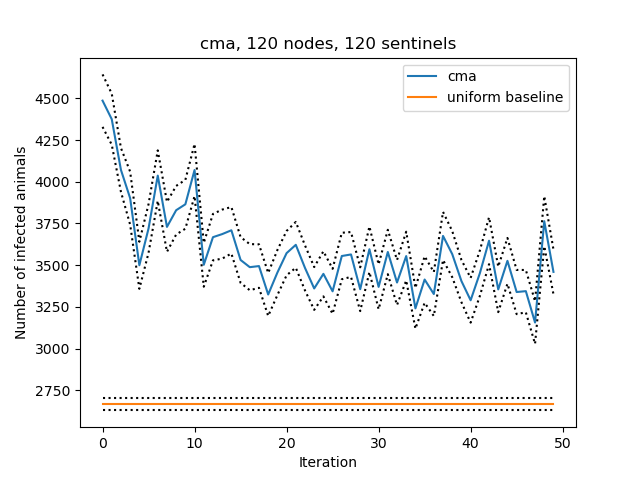 cma, 120 nodes, 120 sentinels
cma
uniform baseline
Number of infected animals
4500
4250
4000
3750
3500
3250
3000
2750
0 10 20 30 40 50
Iteration